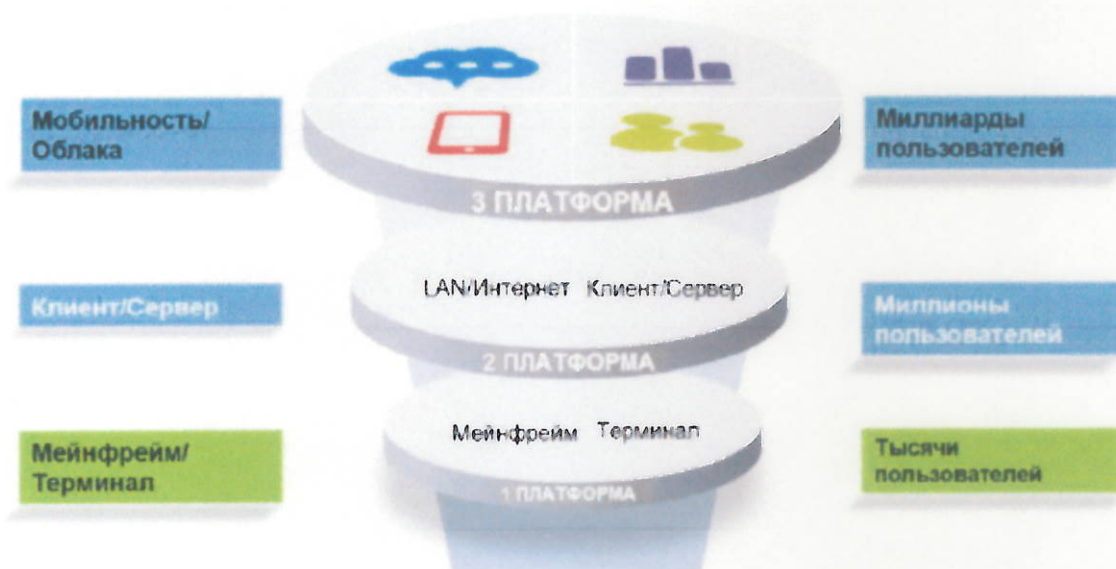 Мобильность/
Облака
Миллиарды
пользователей
3 ПЛАТФОРМА
LAN/Интернет Клиент/Сервер
Клиент/Сервер
Миллионы
пользователей
2 ПЛАТФОРМА
Мейнфрейм Терминал
Мейнфрейм/
Терминал
Тысячи
пользователей
1 ПЛАТФОРМА